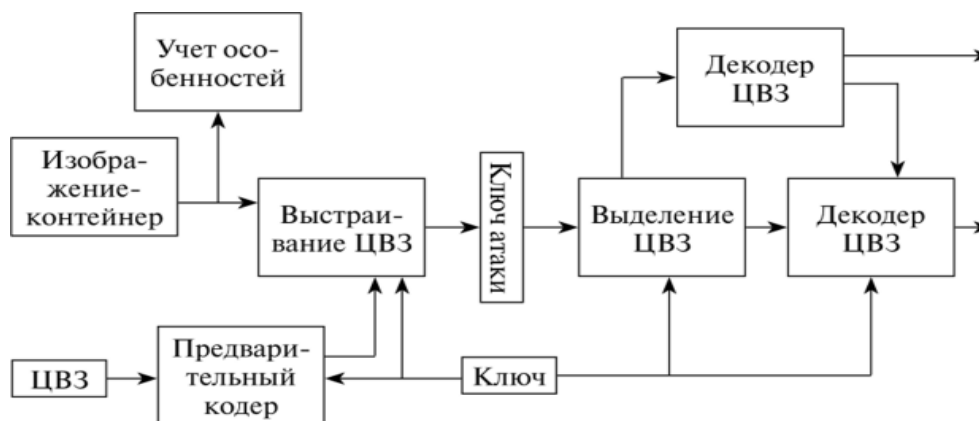 Учет осо-
бенностей
Изобра-
жение-
контейнер
Выстраи-
вание ЦВЗ
Ключ атаки
Выделение
ЦВЗ
Декодер
ЦВЗ
Декодер
ЦВЗ
ЦВЗ
Предвари-
тельный
кодер
Ключ